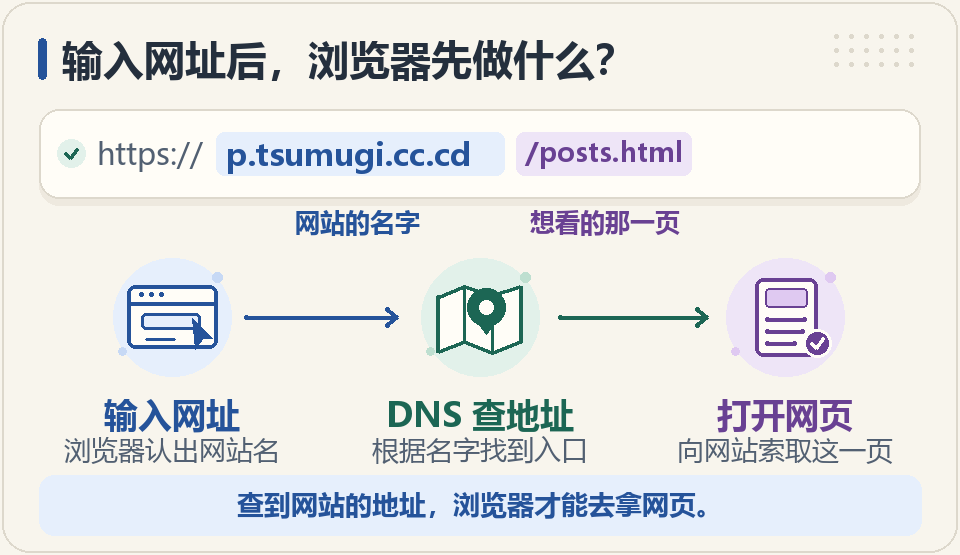 输入网址后，浏览器先做什么？
https:// p.tsumugi.cc.cd /posts.html
网站的名字 想看的那一页
输入网址 DNS 查地址 打开网页
浏览器认出网站名 根据名字找到入口 向网站索取这一页
查到网站的地址，浏览器才能去拿网页。